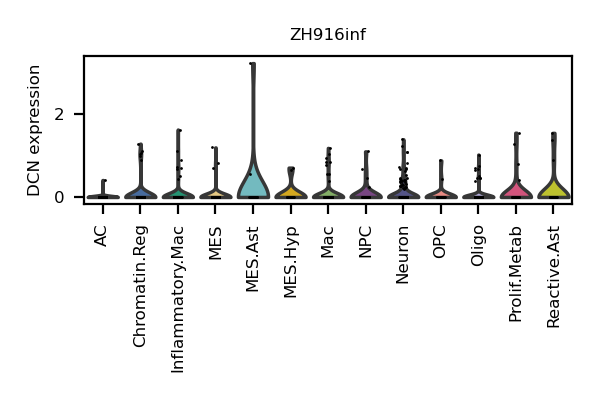 ZH916inf
DCN expression
2
0
AC
Chromatin.Reg
Inflammatory.Mac
MES
MES.Ast
MES.Hyp
Mac
NPC
Neuron
OPC
Oligo
Prolif.Metab
Reactive.Ast